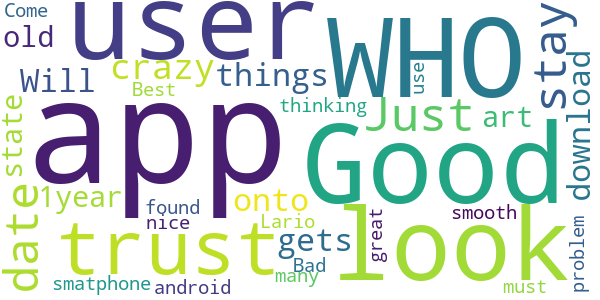 Come
user
WHO
stay
old
Will
crazy
things
Best
use
download
app
thinking
Just
art
state
Good
date
1year
found
onto
nice
Lario
trust
gets
great
look
smooth
problem
smatphone
android
many
Bad
must